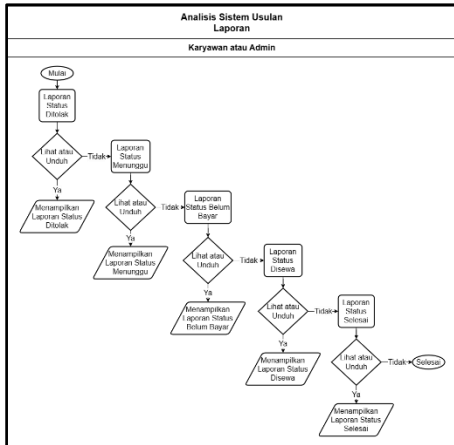 Analisis Sistem Usulan
Laporan
Karyawan atau Admin
Mulai
Laporan
Status
Ditolak
Lihat atau
Unduh
Tidak
Ya
Menampilkan
Laporan Status
Ditolak
Laporan
Status
Menunggu
Lihat atau
Unduh
Tidak
Ya
Menampilkan
Laporan Status
Menunggu
Laporan
Status Belum
Bayar
Lihat atau
Unduh
Tidak
Ya
Menampilkan
Laporan Status
Belum Bayar
Laporan
Status
Disewa
Lihat atau
Unduh
Tidak
Ya
Menampilkan
Laporan Status
Disewa
Laporan
Status
Selesai
Lihat atau
Unduh
Tidak
Selesai
Ya
Menampilkan
Laporan Status
Selesai